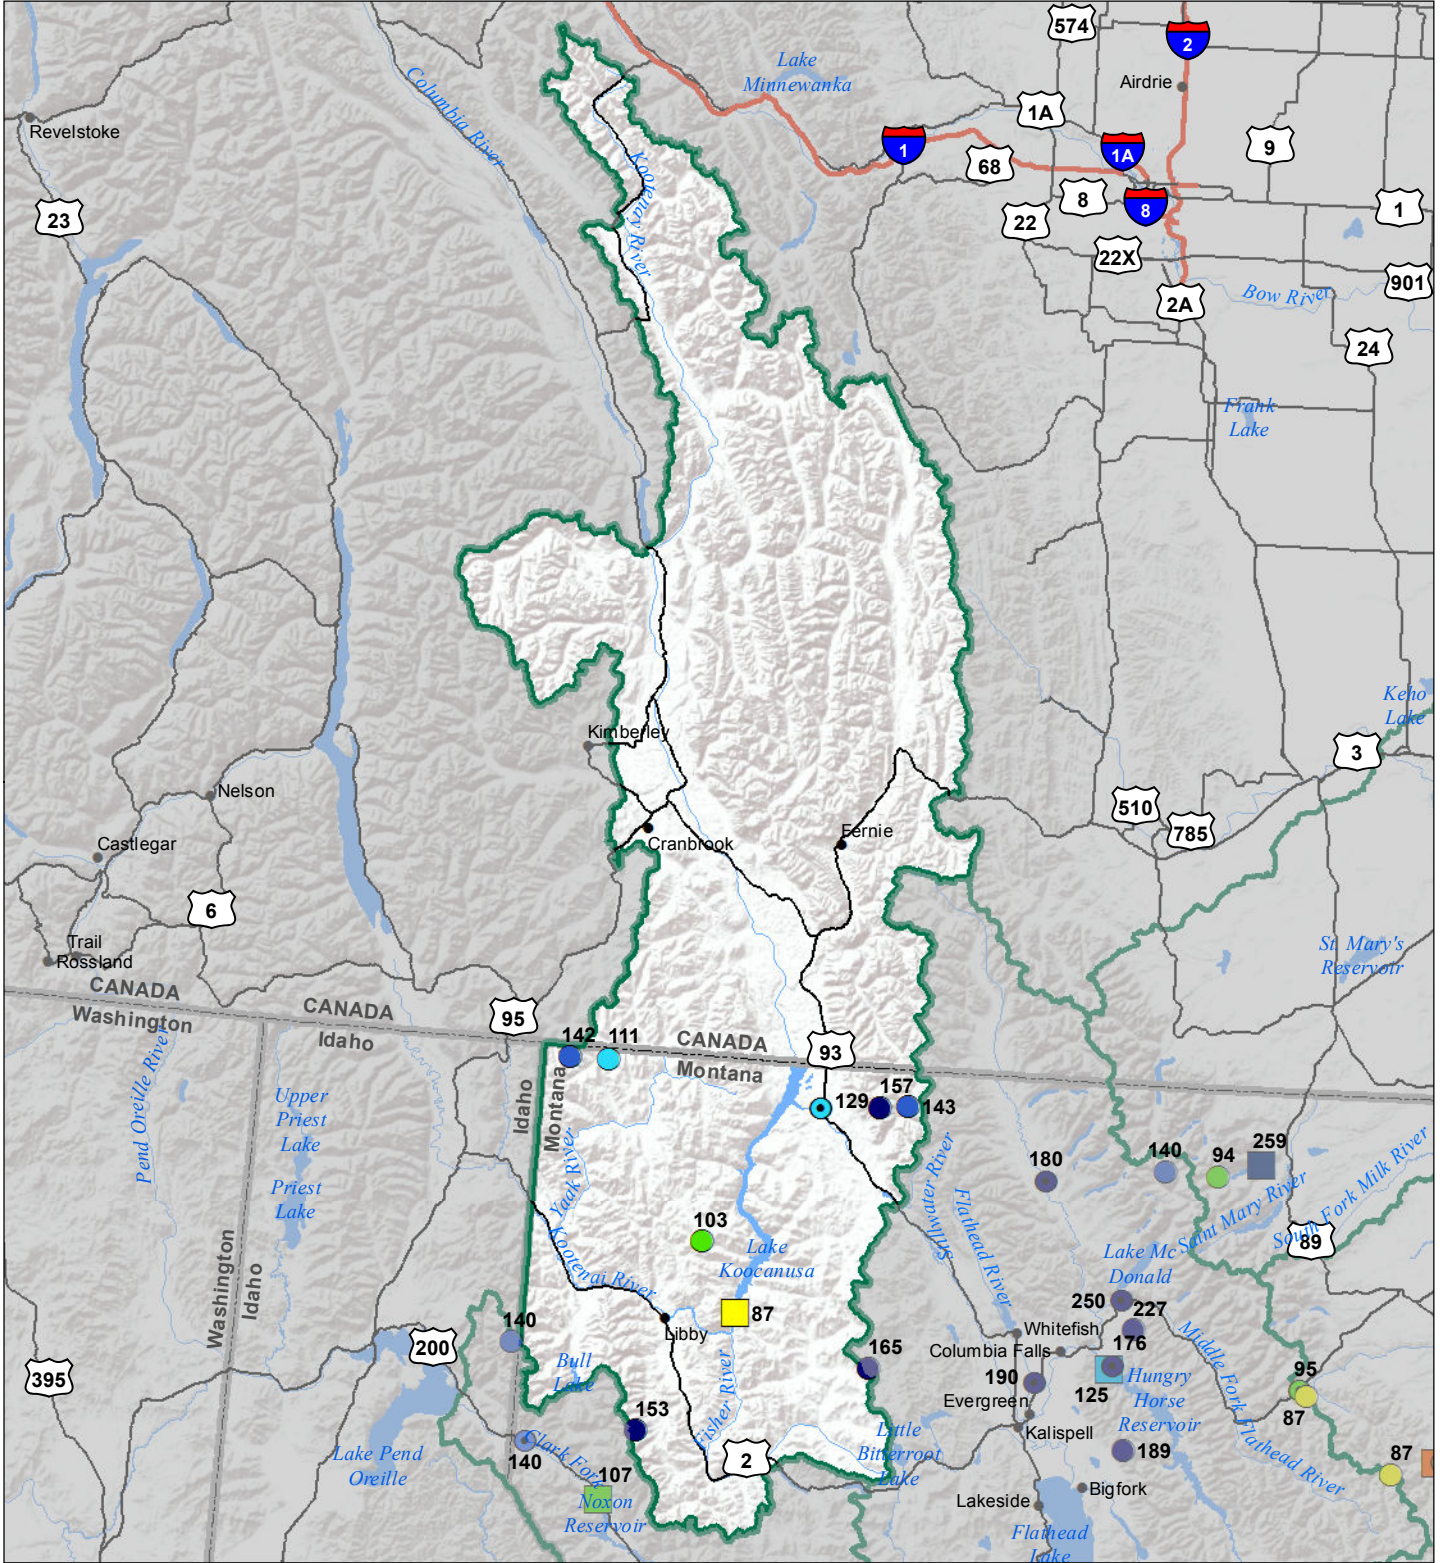 574
2
Lake
Minnewanka
Airdrie
Columbia River
1A
Revelstoke
1
1A
9
68
Kootenay River
8
8
1
23
22
22X
901
2A
Bow River
24
Frank
Lake
Keho
Lake
Kimberley
3
Nelson
510
785
Castlegar
Cranbrook
Fernie
6
Trail
Rossland
St. Mary's
Reservoir
CANADA
Washington
CANADA
Idaho
95
142
111
CANADA
Montana
93
Pend Oreille River
Upper
Priest
Lake
Idaho
Montana
129
157
143
Priest
Lake
Yaak River
Stillwater River
Flathead River
180
140
94
259
Saint Mary River
South Fork Milk River
89
Washington
Idaho
103
Lake
Koocanusa
Kootenai River
Lake Mc
Donald
87
250
227
Libby
Whitefish
Columbia Falls
176
Middle Fork Flathead River
140
200
Bull
Lake
165
395
190
125
Hungry
Horse
Reservoir
95
87
Evergreen
153
Fisher River
Kalispell
Little
Bitterroot
Lake
189
87
Lake Pend
Oreille
140
Clark Fork
107
2
Noxon
Reservoir
Lakeside
Bigfork
Flathead
Lake